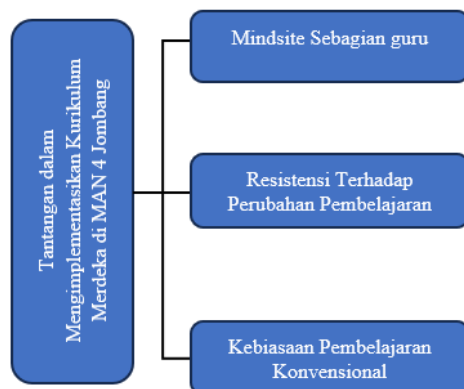 Tantangan dalam
Mengimplementasikan Kurikulum
Merdeka di MAN 4 Jombang
Mindsite Sebagian guru
Resistensi Terhadap
Perubahan Pembelajaran
Kebiasaan Pembelajaran
Konvensional